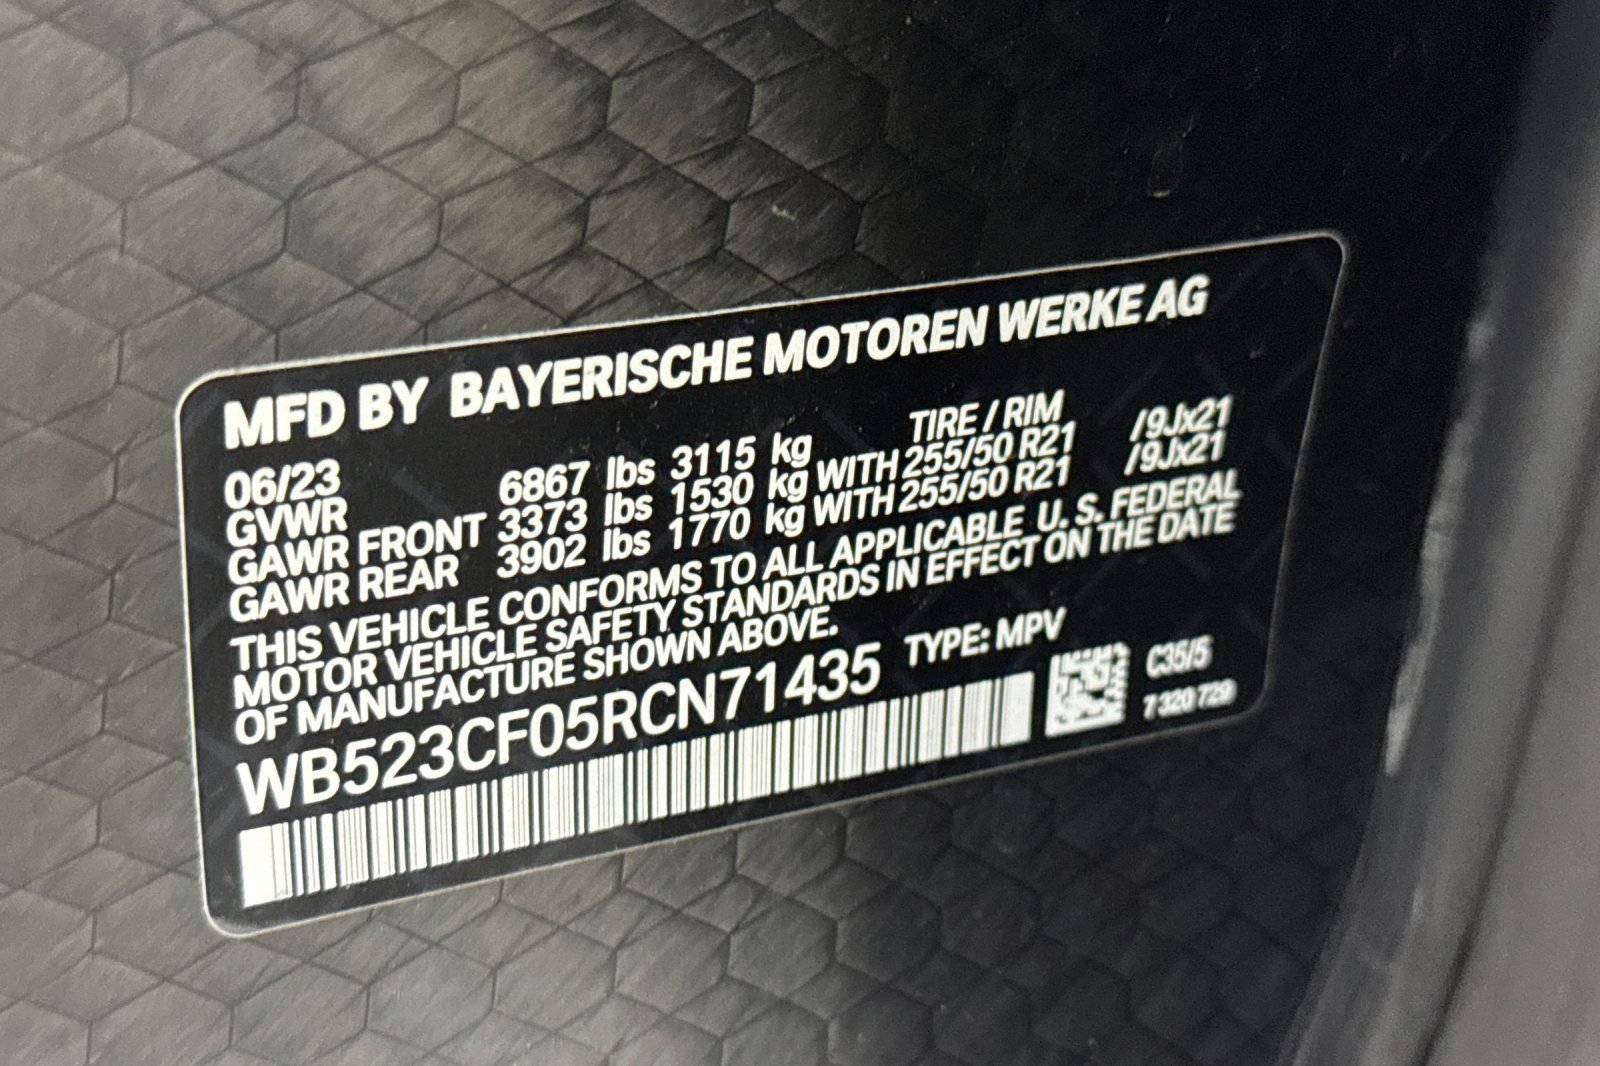 MFD BY BAYERISCHE MOTOREN WERKE AG
06/23 TIRE / RIM
GVWR 6867 lbs 3115 kg
GAWR FRONT 3373 lbs 1530 kg WITH 255/50 R21 /9Jx21
GAWR REAR 3902 lbs 1770 kg WITH 255/50 R21 /9Jx21
THIS VEHICLE CONFORMS TO ALL APPLICABLE U. S. FEDERAL
MOTOR VEHICLE SAFETY STANDARDS IN EFFECT ON THE DATE
OF MANUFACTURE SHOWN ABOVE.
WB523CF05RCN71435 TYPE: MPV
C35/5
7 320 729